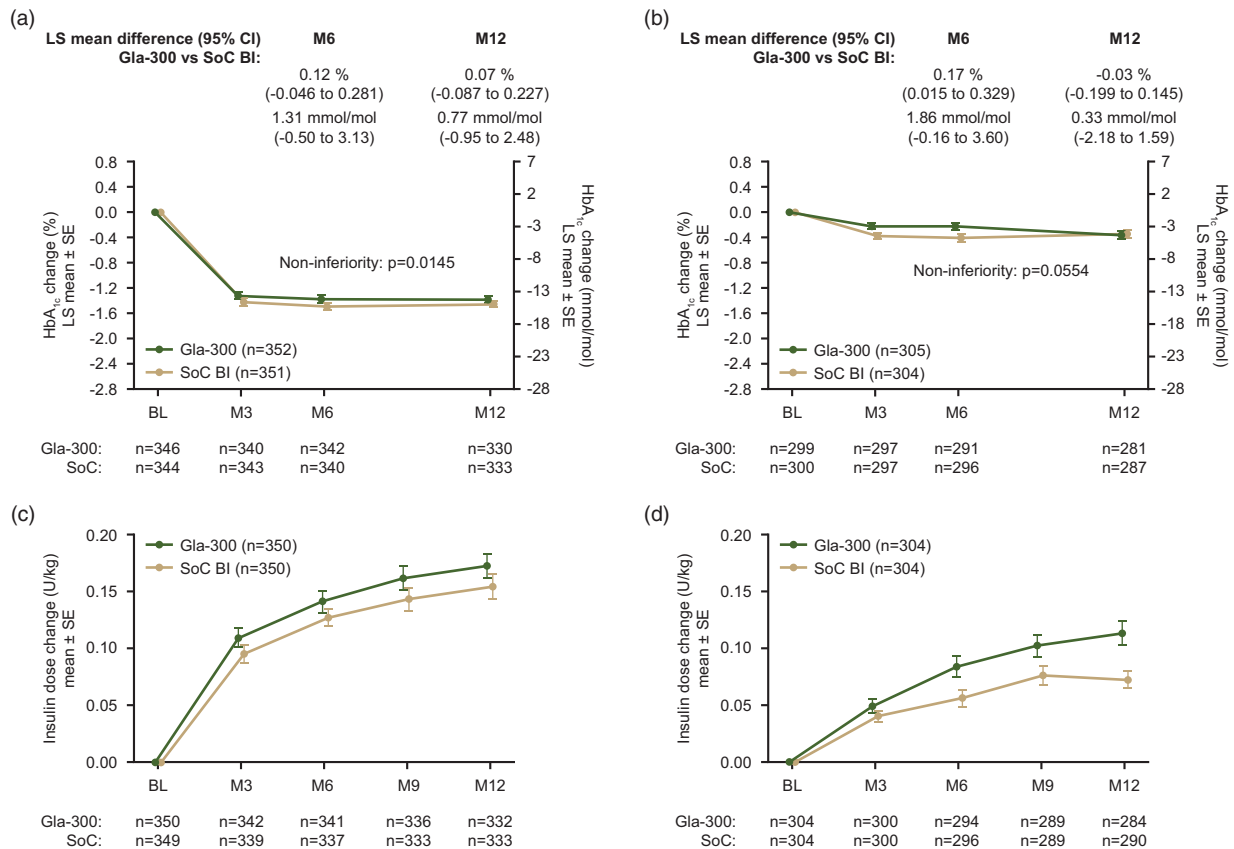 (a)
LS mean difference (95% CI) M6 M12
Gla-300 vs SoC BI:
0.12 % 0.07 %
(-0.046 to 0.281) (-0.087 to 0.227)
1.31 mmol/mol 0.77 mmol/mol
(-0.50 to 3.13) (-0.95 to 2.48)
HbA1c change (%)
LS mean ± SE
0.8
0.4
0.0
-0.4
-0.8
-1.2
-1.6
-2.0
-2.4
-2.8
Non-inferiority: p=0.0145
Gla-300 (n=352)
SoC BI (n=351)
7
2
-3
-8
-13
-18
-23
-28
HbA1c change (mmol/mol)
LS mean ± SE
BL M3 M6 M12
Gla-300: n=346 n=340 n=342 n=330
SoC: n=344 n=343 n=340 n=333
(b)
LS mean difference (95% CI) M6 M12
Gla-300 vs SoC BI:
0.17 % -0.03 %
(0.015 to 0.329) (-0.199 to 0.145)
1.86 mmol/mol 0.33 mmol/mol
(-0.16 to 3.60) (-2.18 to 1.59)
HbA1c change (%)
LS mean ± SE
0.8
0.4
0.0
-0.4
-0.8
-1.2
-1.6
-2.0
-2.4
-2.8
Non-inferiority: p=0.0554
Gla-300 (n=305)
SoC BI (n=304)
7
2
-3
-8
-13
-18
-23
-28
HbA1c change (mmol/mol)
LS mean ± SE
BL M3 M6 M12
Gla-300: n=299 n=297 n=291 n=281
SoC: n=300 n=297 n=296 n=287
(c)
Insulin dose change (U/kg)
mean ± SE
0.20
0.15
0.10
0.05
0.00
Gla-300 (n=350)
SoC BI (n=350)
BL M3 M6 M9 M12
Gla-300: n=350 n=342 n=341 n=336 n=332
SoC: n=349 n=339 n=337 n=333 n=333
(d)
Insulin dose change (U/kg)
mean ± SE
0.20
0.15
0.10
0.05
0.00
Gla-300 (n=304)
SoC BI (n=304)
BL M3 M6 M9 M12
Gla-300: n=304 n=300 n=294 n=289 n=284
SoC: n=304 n=300 n=296 n=289 n=290